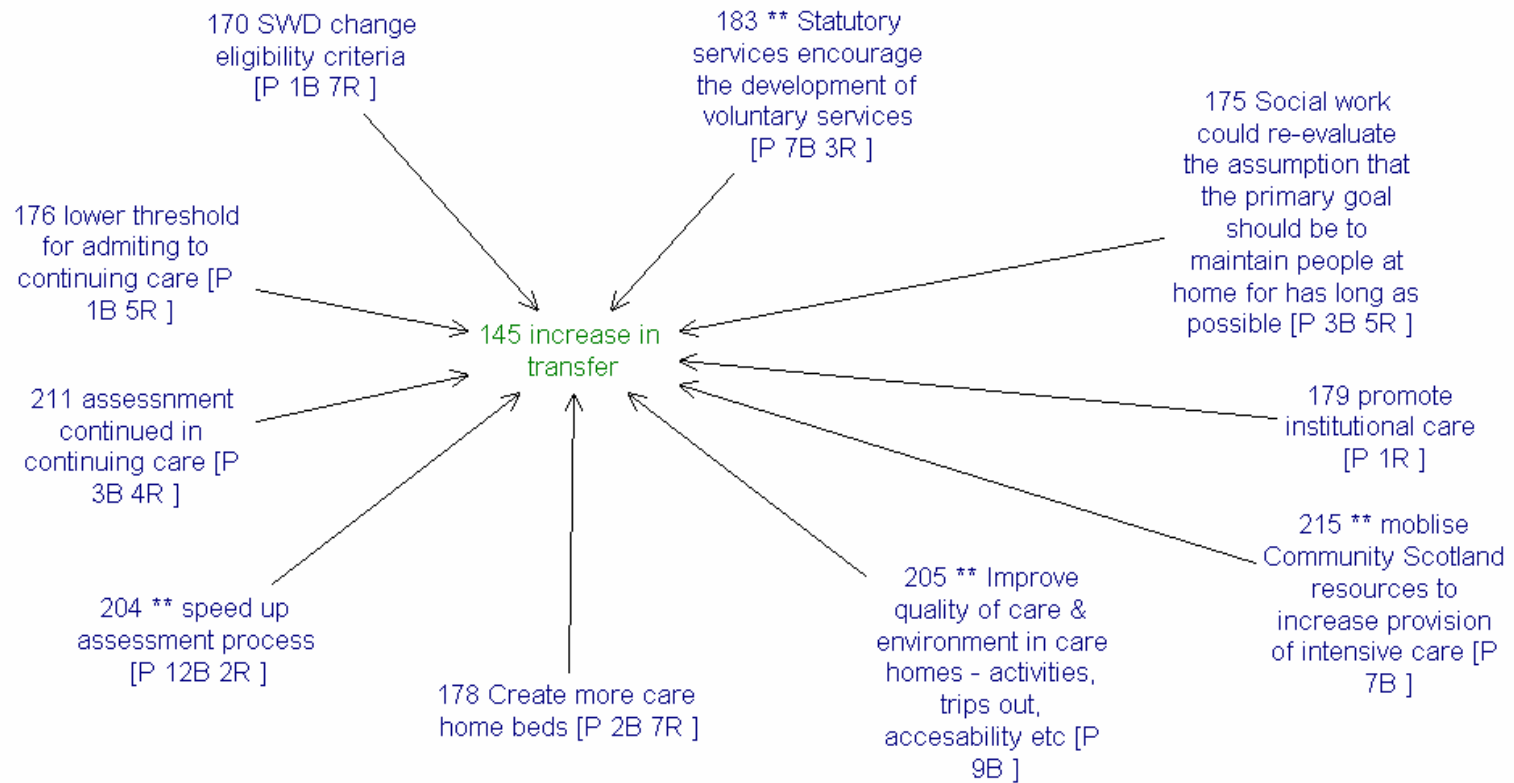 170 SWD change
eligibility criteria
[P 1B 7R ]
183 ** Statutory
services encourage
the development of
voluntary services
[P 7B 3R ]
175 Social work
could re-evaluate
the assumption that
the primary goal
should be to
maintain people at
home for has long as
possible [P 3B 5R ]
176 lower threshold
for admiting to
continuing care [P
1B 5R ]
145 increase in
transfer
211 assessnment
continued in
continuing care [P
3B 4R ]
179 promote
institutional care
[P 1R ]
204 ** speed up
assessment process
[P 12B 2R ]
178 Create more care
home beds [P 2B 7R ]
205 ** Improve
quality of care &
environment in care
homes - activities,
trips out,
accesability etc [P
9B ]
215 ** moblise
Community Scotland
resources to
increase provision
of intensive care [P
7B ]